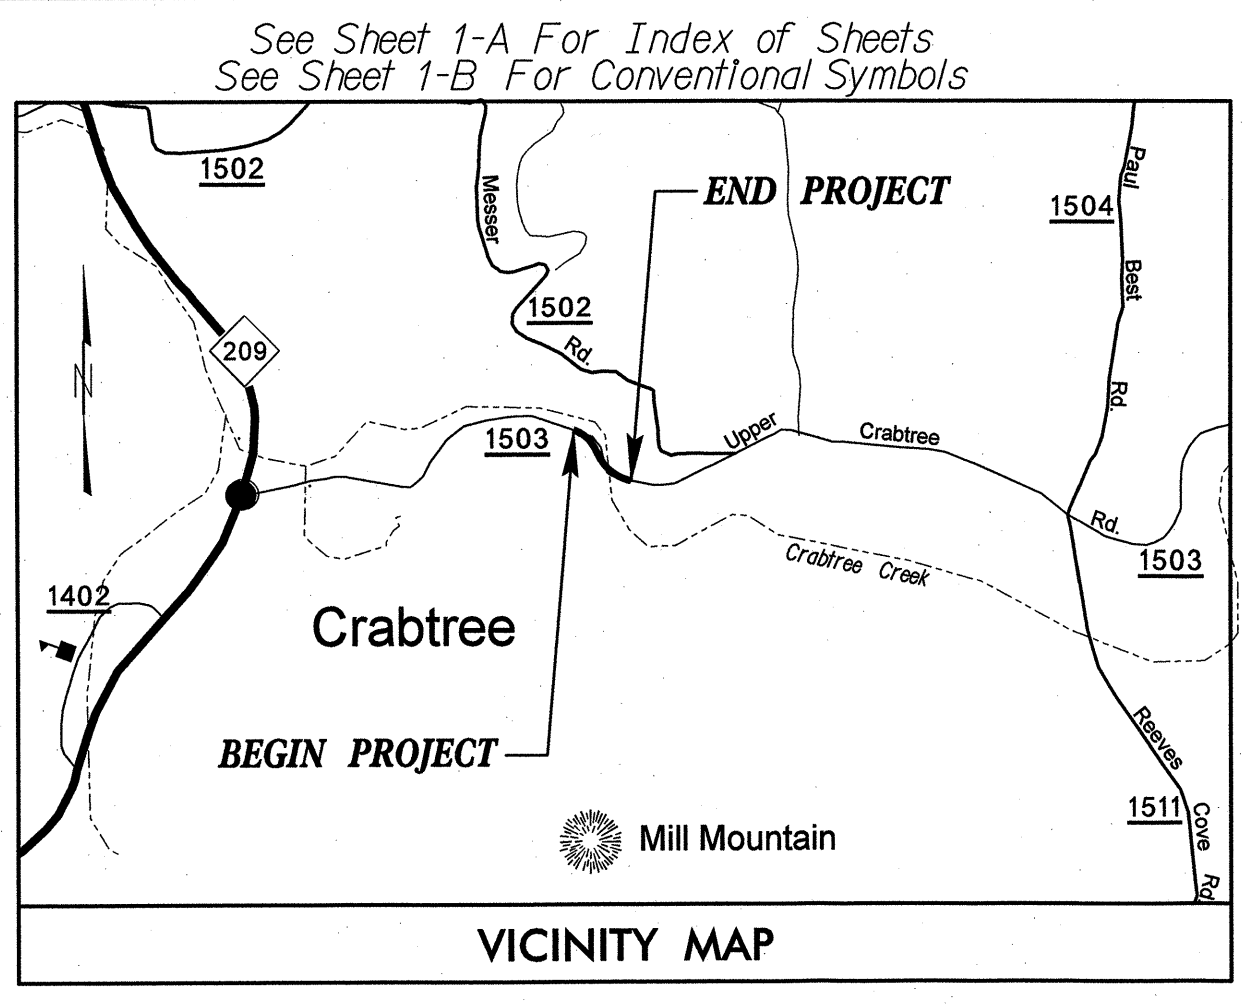 See Sheet 1-A For Index of Sheets
See Sheet 1-B For Conventional Symbols
1502
Messer
END PROJECT
Paul
1504
Best
1502
Rd.
209
N
Rd.
1503
Upper
Crabtree
Rd.
1503
Crabtree Creek
1402
Crabtree
BEGIN PROJECT
Reeves
1511
Cove
Rd.
Mill Mountain
VICINITY MAP